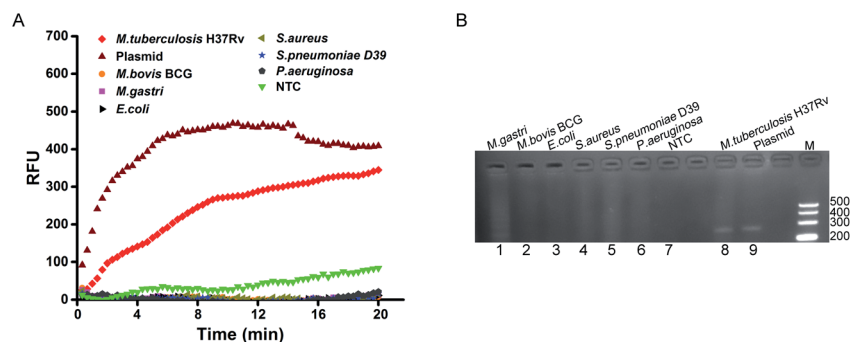 A
700
600
500
400
300
200
100
0
RFU
0 4 8 12 16 20
Time (min)
M.tuberculosis H37Rv
Plasmid
M.bovis BCG
M.gastri
E.coli
S.aureus
S.pneumoniae D39
P.aeruginosa
NTC
B
M.gastri
M.bovis BCG
E.coli
S.aureus
S.pneumoniae D39
P.aeruginosa
NTC
M.tuberculosis H37Rv
Plasmid
M
500
400
300
200
1 2 3 4 5 6 7 8 9